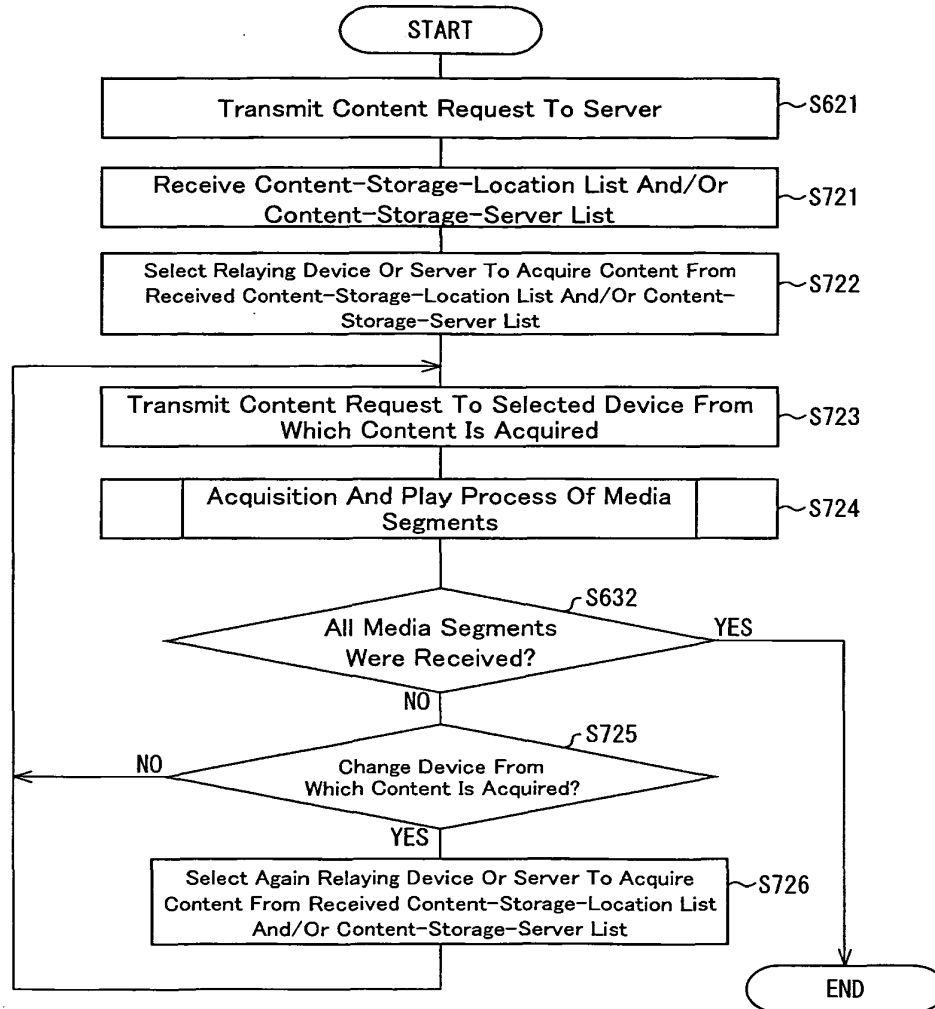 START
Transmit Content Request To Server
S621
Receive Content-Storage-Location List And/Or
Content-Storage-Server List
S721
Select Relaying Device Or Server To Acquire Content From
Received Content-Storage-Location List And/Or Content-
Storage-Server List
S722
Transmit Content Request To Selected Device From
Which Content Is Acquired
S723
Acquisition And Play Process Of Media
Segments
S724
S632
All Media Segments
Were Received?
YES
NO
S725
Change Device From
Which Content Is Acquired?
NO
YES
Select Again Relaying Device Or Server To Acquire
Content From Received Content-Storage-Location List
And/Or Content-Storage-Server List
S726
END